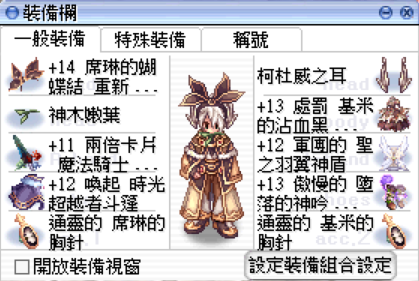 裝備欄
一般裝備
特殊裝備
稱號
+14 席琳的蝴
蝶結 重新 ...
柯杜威之耳
神木嫩葉
+13 處罰 基米
的沾血黑 ...
+11 兩倍卡片
魔法騎士 ...
+12 軍團的 聖
之羽翼神盾
+12 喚起 時光
超越者斗篷
+13 傲慢的 墮
落的神吟 ...
通靈的 席琳的
胸針
通靈的 基米的
胸針
開放裝備視窗
設定裝備組合設定